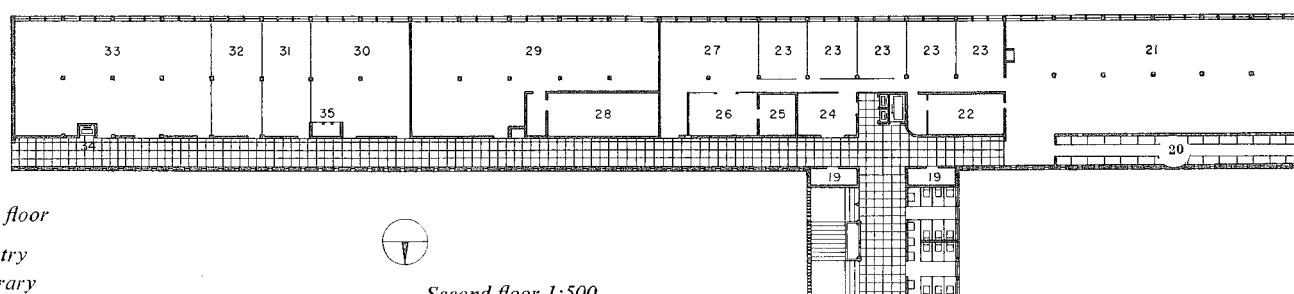 33 32 31 30 29 27 23 23 23 23 23 21
35 28 26 25 24 22
34 20
19 19
floor
try
rary
Second floor 1:500